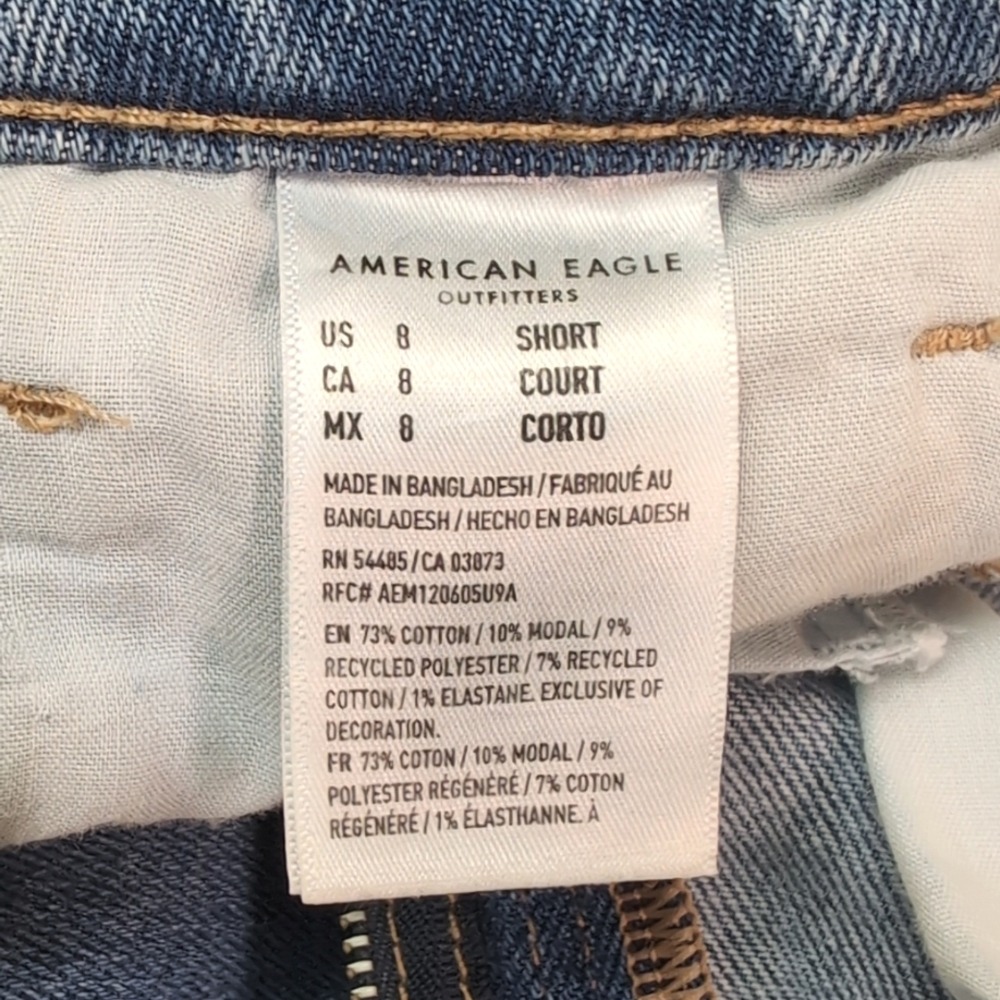 AMERICAN EAGLE
OUTFITTERS
US 8 SHORT
CA 8 COURT
MX 8 CORTO
MADE IN BANGLADESH / FABRIQUÉ AU
BANGLADESH / HECHO EN BANGLADESH
RN 54485 / CA 03873
RFC# AEM120605U9A
EN 73% COTTON / 10% MODAL / 9%
RECYCLED POLYESTER / 7% RECYCLED
COTTON / 1% ELASTANE. EXCLUSIVE OF
DECORATION.
FR 73% COTON / 10% MODAL / 9%
POLYESTER RÉGÉNÉRÉ / 7% COTON
RÉGÉNÉRÉ / 1% ÉLASTHANNE. À